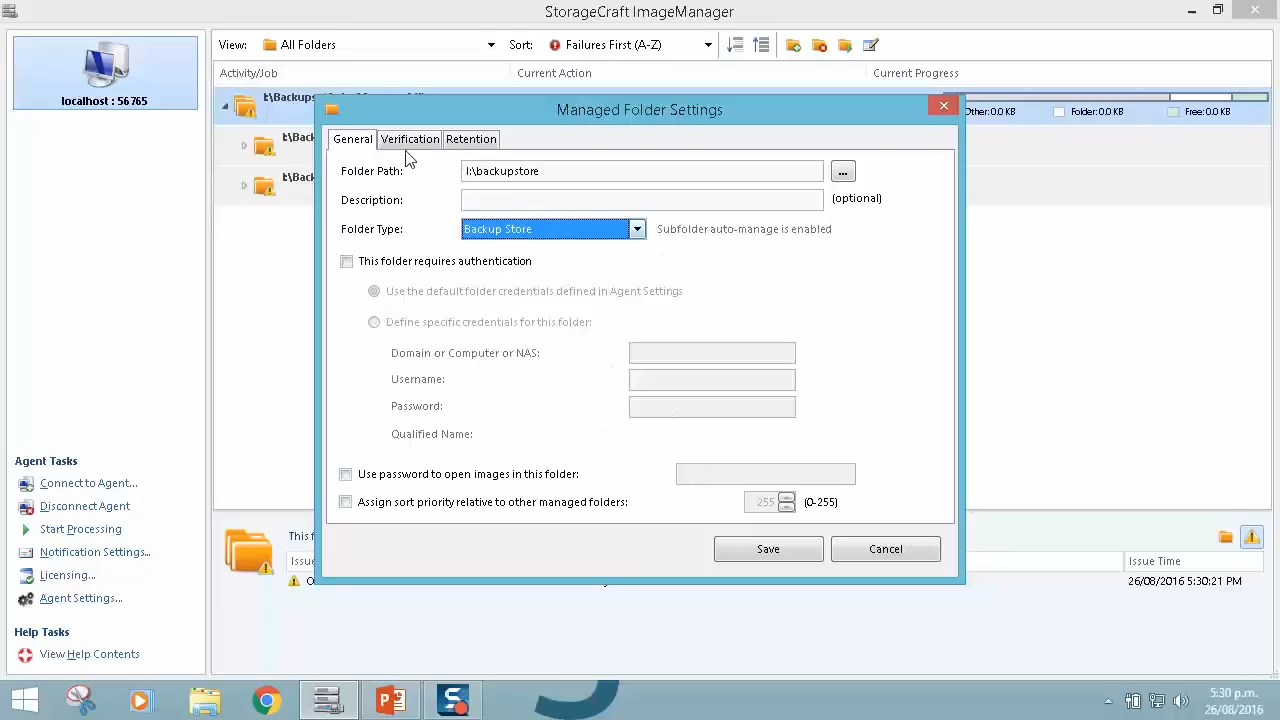 StorageCraft ImageManager
localhost : 56765
View: All Folders Sort: Failures First (A-Z)
Activity/Job Current Action Current Progress
Other:0.0 KB Folder:0.0 KB Free:0.0 KB
Managed Folder Settings
General Verification Retention
Folder Path: I:\backupstore ...
Description: (optional)
Folder Type: Backup Store Subfolder auto-manage is enabled
This folder requires authentication
Use the default folder credentials defined in Agent Settings
Define specific credentials for this folder:
Domain or Computer or NAS:
Username:
Password:
Qualified Name:
Use password to open images in this folder:
Assign sort priority relative to other managed folders: 255 (0-255)
Save Cancel
Agent Tasks
Connect to Agent...
Disconnect Agent
Start Processing
Notification Settings...
Licensing...
Agent Settings...
Help Tasks
View Help Contents
Issue Time
26/08/2016 5:30:21 PM
5:30 p.m.
26/08/2016